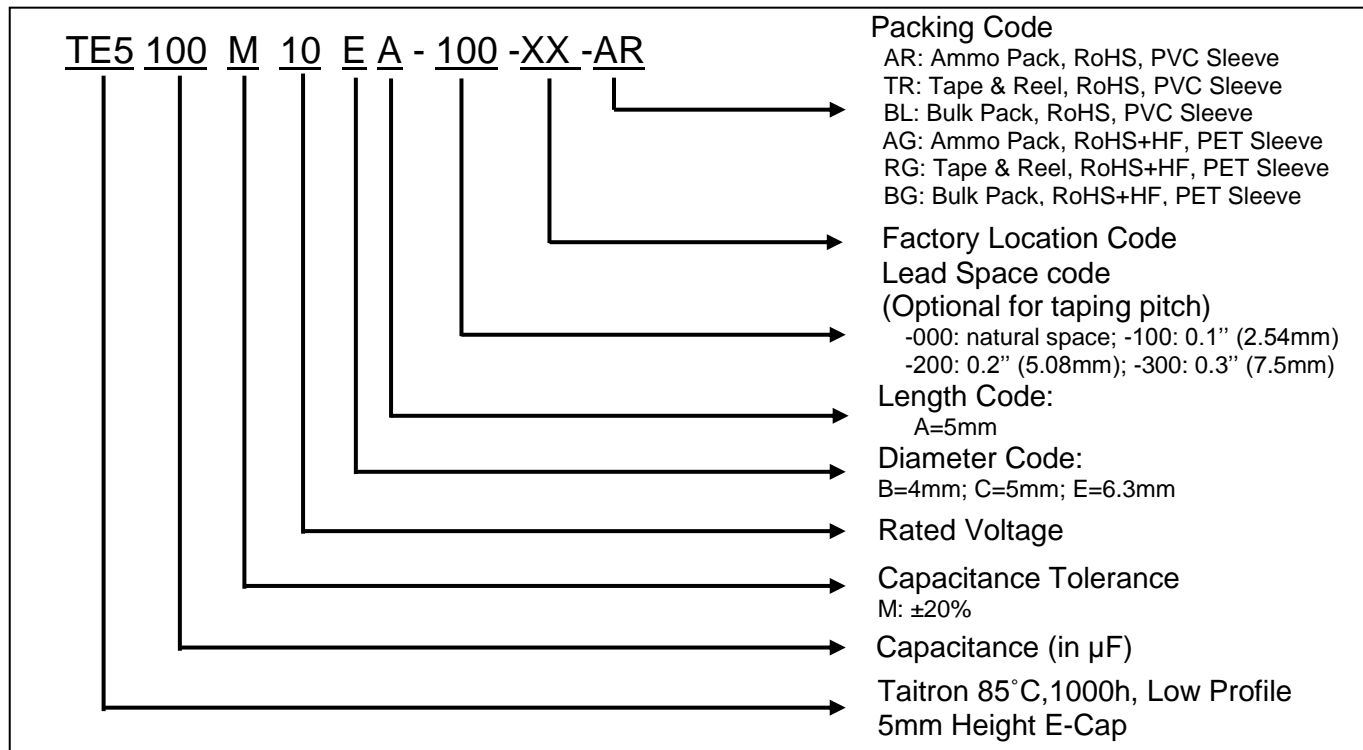 TE5 100 M 10 E A - 100 -XX -AR
Packing Code
AR: Ammo Pack, RoHS, PVC Sleeve
TR: Tape & Reel, RoHS, PVC Sleeve
BL: Bulk Pack, RoHS, PVC Sleeve
AG: Ammo Pack, RoHS+HF, PET Sleeve
RG: Tape & Reel, RoHS+HF, PET Sleeve
BG: Bulk Pack, RoHS+HF, PET Sleeve
Factory Location Code
Lead Space code
(Optional for taping pitch)
-000: natural space; -100: 0.1’’ (2.54mm)
-200: 0.2’’ (5.08mm); -300: 0.3’’ (7.5mm)
Length Code:
A=5mm
Diameter Code:
B=4mm; C=5mm; E=6.3mm
Rated Voltage
Capacitance Tolerance
M: ±20%
Capacitance (in µF)
Taitron 85˚C,1000h, Low Profile
5mm Height E-Cap